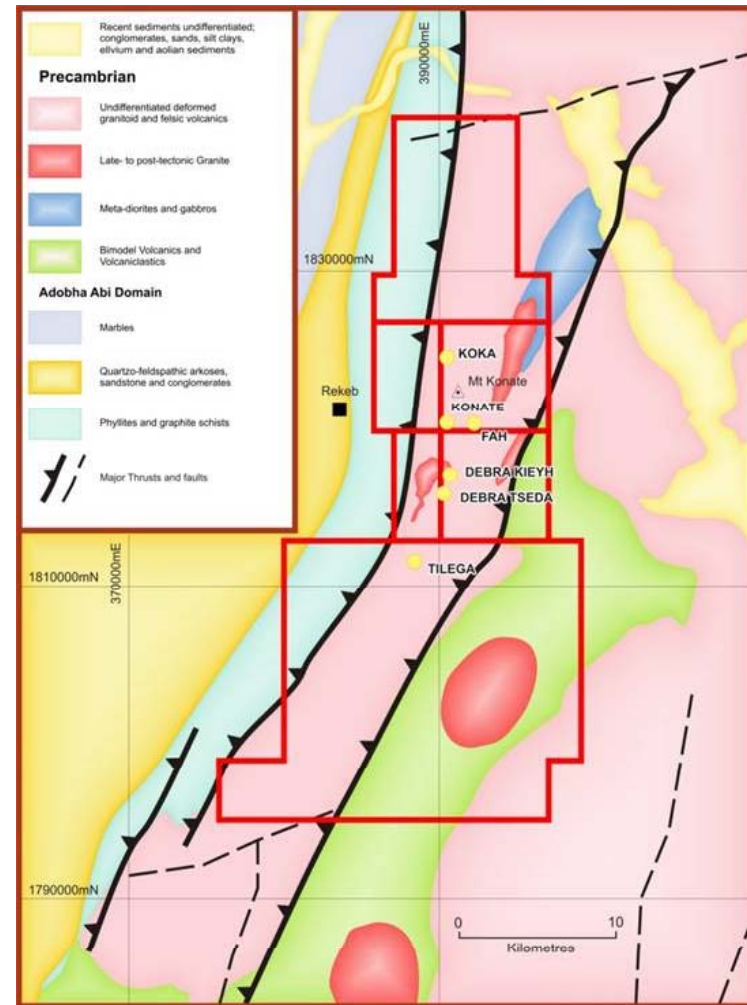 Recent sediments undifferentiated;
conglomerates, sands, silt clays,
ellvium and aolian sediments
Precambrian
Undifferentiated deformed
granitoid and felsic volcanics
Late- to post-tectonic Granite
Meta-diorites and gabbros
Bimodel Volcanics and
Volcaniclastics
Adobha Abi Domain
Marbles
Quartzo-feldspathic arkoses,
sandstone and conglomerates
Phyllites and graphite schists
Major Thrusts and faults
390000mE
1830000mN
KOKA
Mt Konate
Rekeb
KONATE
FAH
DEBRA KIEYH
DEBRA TSEDA
370000mE
TILEGA
1810000mN
1790000mN
0 10
Kilometres